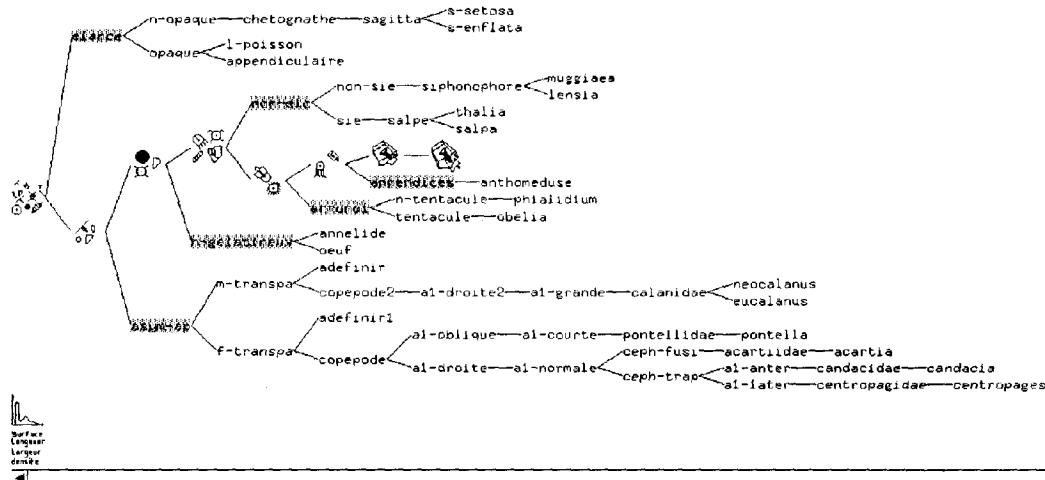 s-setosa
n-opaque chetognathe sagitta
s-enflata
elance
l-poisson
opaque
appendiculaire
muggiaea
non-sie siphonophore
lensia
thalia
sie salpe
salpa
appendices anthomeduse
n-tentacule phialidium
tentacule obelia
annelide
n-gelatineux
oeuf
adefinir
m-transpa
copepode2 a1-droite2 a1-grande calanidae
neocalanus
eucalanus
adefinir1
f-transpa
copepode
a1-oblique a1-courte pontellidae pontella
ceph-fusi acartiidae acartia
a1-droite a1-normale
a1-anter candacidae candacia
ceph-trap
a1-later centropagidae centropages
Surface
Longueur
Largeur
densite